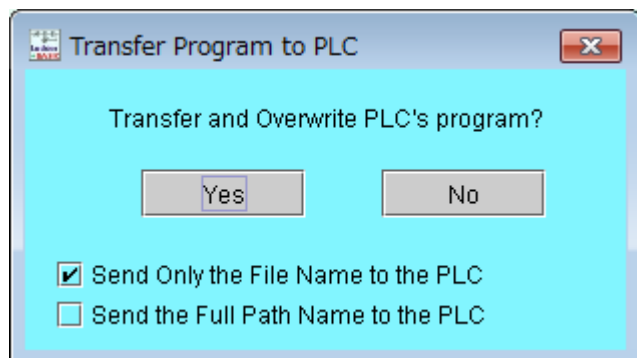 Transfer Program to PLC
Transfer and Overwrite PLC's program?
Yes No
Send Only the File Name to the PLC
Send the Full Path Name to the PLC